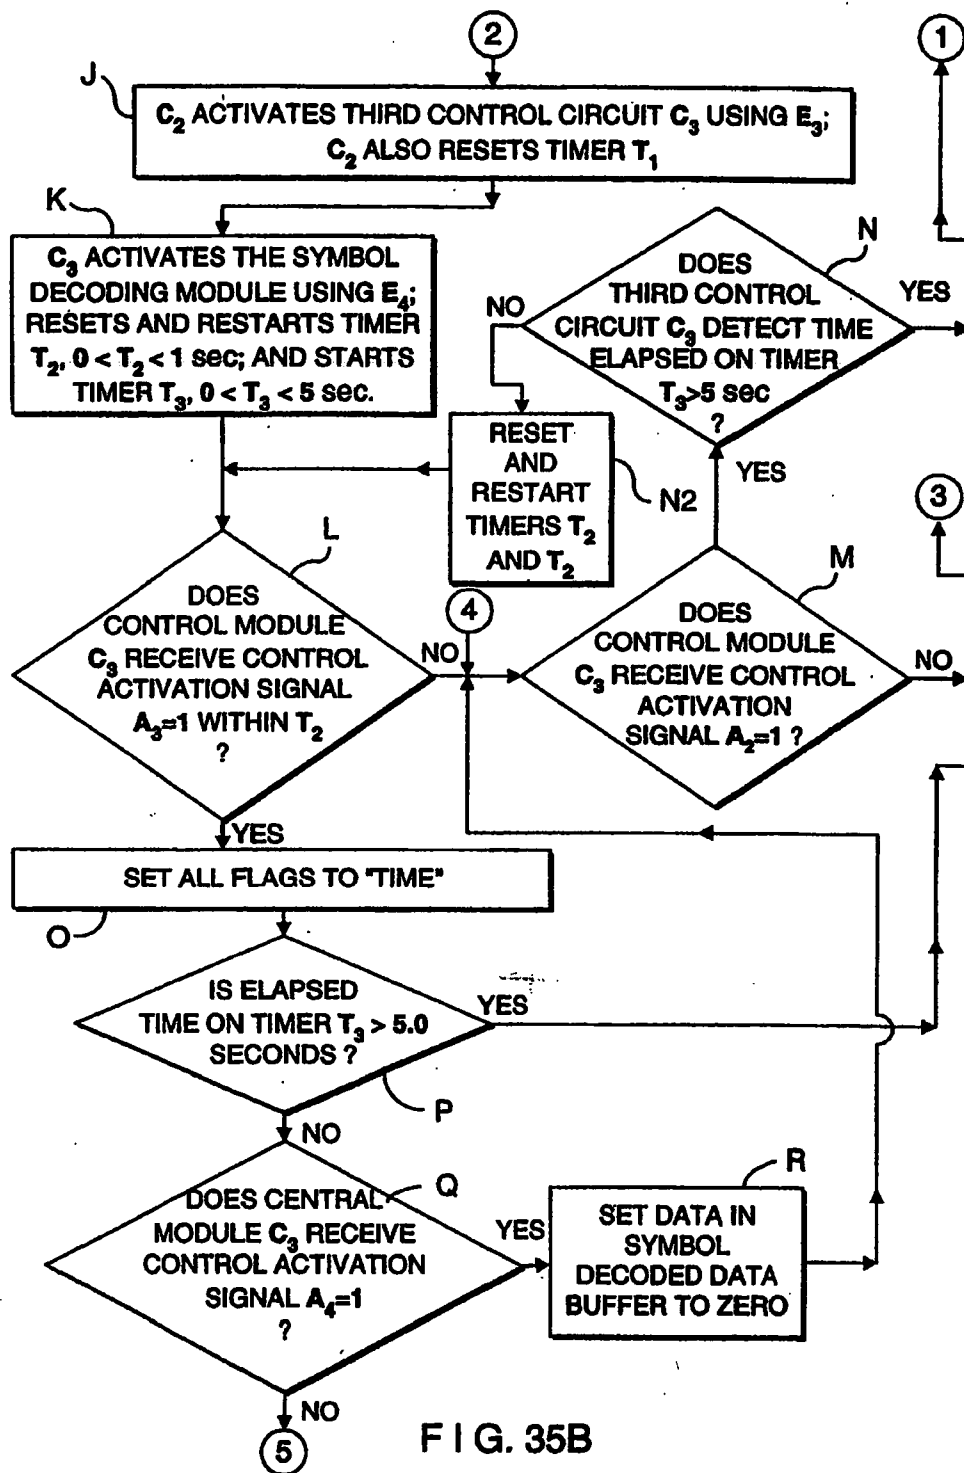 2
1
J
C₂ ACTIVATES THIRD CONTROL CIRCUIT C₃ USING E₃;
C₂ ALSO RESETS TIMER T₁
K
C₃ ACTIVATES THE SYMBOL
DECODING MODULE USING E₄;
RESETS AND RESTARTS TIMER
T₂, 0 < T₂ < 1 sec; AND STARTS
TIMER T₃, 0 < T₃ < 5 sec.
N
DOES
THIRD CONTROL
CIRCUIT C₃ DETECT TIME
ELAPSED ON TIMER
T₃>5 sec
?
NO
YES
YES
RESET
AND
RESTART
TIMERS T₂
AND T₂
N2
3
L
DOES
CONTROL MODULE
C₃ RECEIVE CONTROL
ACTIVATION SIGNAL
A₃=1 WITHIN T₂
?
NO
4
M
DOES
CONTROL MODULE
C₃ RECEIVE CONTROL
ACTIVATION
SIGNAL A₂=1 ?
NO
YES
SET ALL FLAGS TO "TIME"
O
IS ELAPSED
TIME ON TIMER T₃ > 5.0
SECONDS ?
YES
P
NO
Q
DOES CENTRAL
MODULE C₃ RECEIVE
CONTROL ACTIVATION
SIGNAL A₄=1
?
YES
R
SET DATA IN
SYMBOL
DECODED DATA
BUFFER TO ZERO
NO
5
FIG. 35B